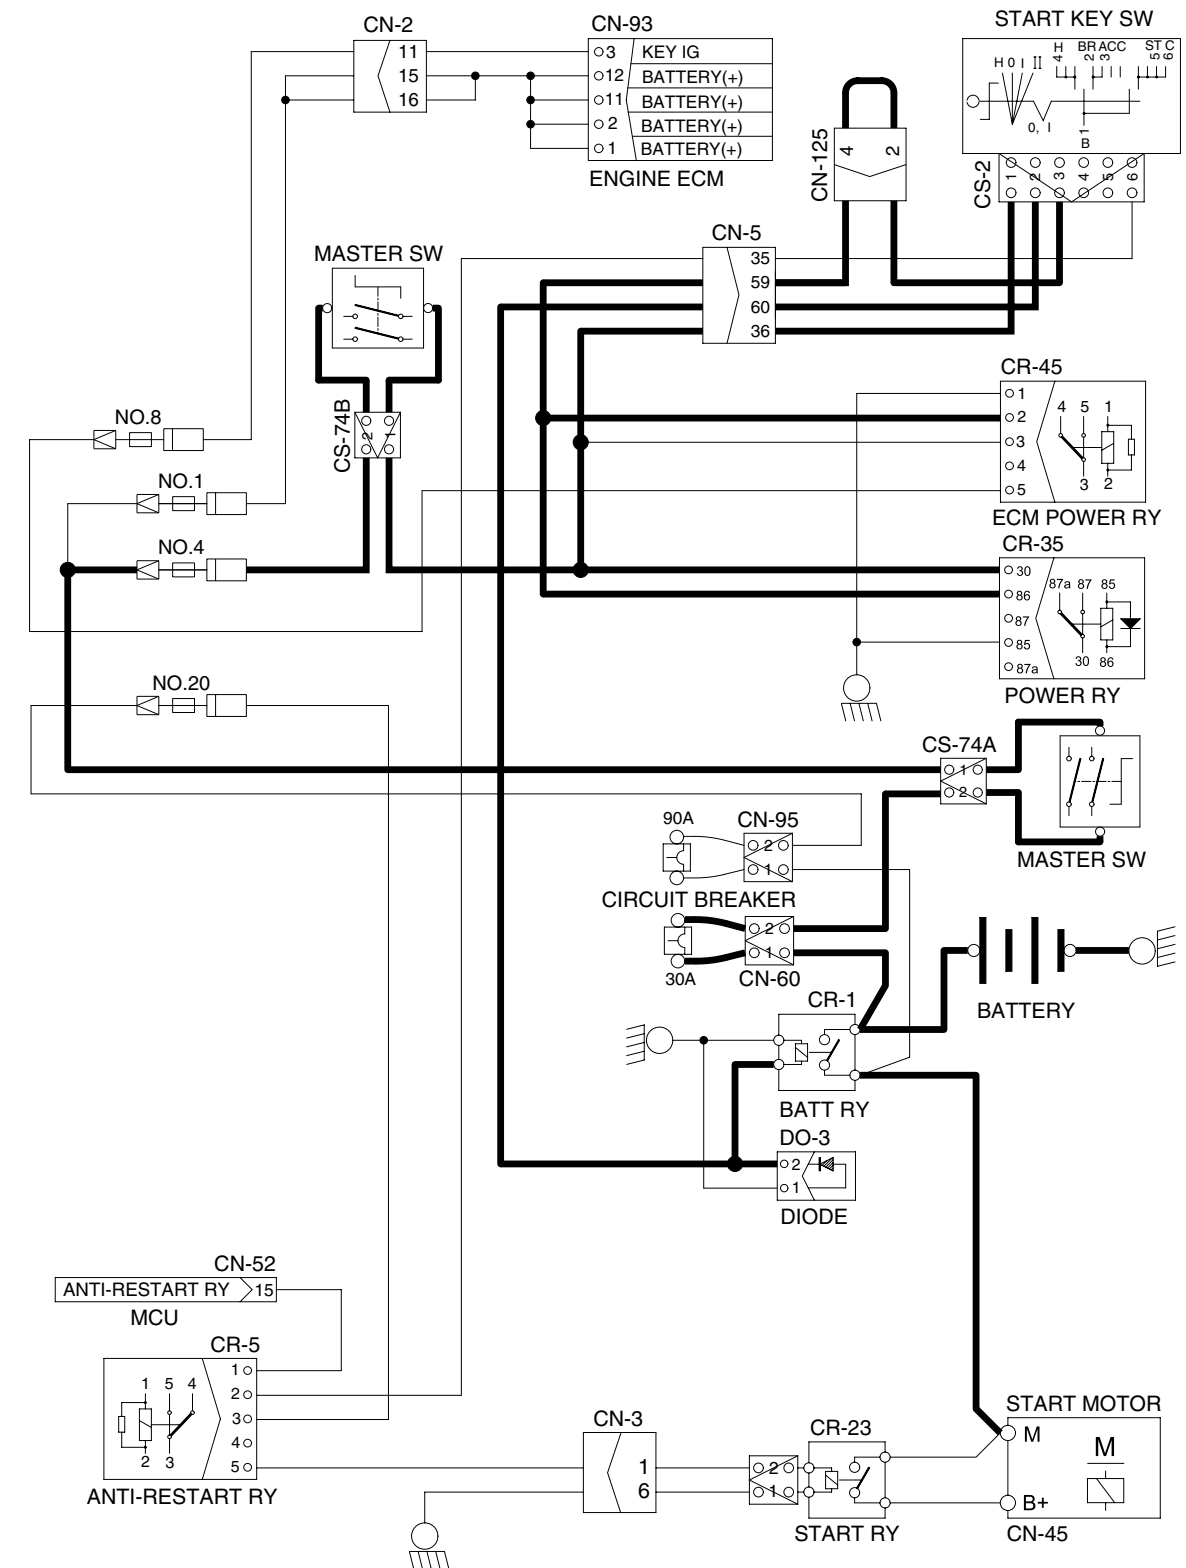 CN-2
CN-93
START KEY SW
11
15
16
3 KEY IG
12 BATTERY(+)
11 BATTERY(+)
2 BATTERY(+)
1 BATTERY(+)
ENGINE ECM
H 0 I II
H BR ACC ST C
4 2 3 5 6
0, I
1
B
CN-125
4 2
CS-2
1 2 3 4 5 6
CN-5
35
59
60
36
MASTER SW
CS-74B
2 1
CR-45
1
2
3
4
5
4 5 1
3 2
ECM POWER RY
NO.8
NO.1
NO.4
CR-35
30
86
87
85
87a
87a 87 85
30 86
POWER RY
NO.20
CS-74A
1
2
MASTER SW
90A
CN-95
2
1
CIRCUIT BREAKER
2
1
30A
CN-60
BATTERY
CR-1
BATT RY
DO-3
2
1
DIODE
CN-52
ANTI-RESTART RY 15
MCU
CR-5
1
2
3
4
5
1 5 4
2 3
ANTI-RESTART RY
CN-3
1
6
2
1
CR-23
START RY
START MOTOR
M
M
B+
CN-45